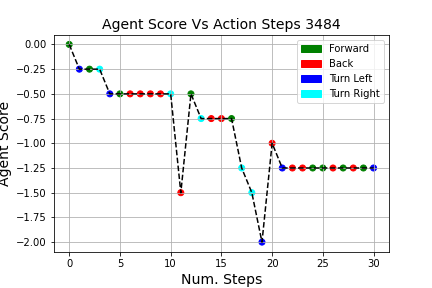 Agent Score Vs Action Steps 3484
Forward
Back
Turn Left
Turn Right
0.00
−0.25
−0.50
−0.75
−1.00
−1.25
−1.50
−1.75
−2.00
Agent Score
0 5 10 15 20 25 30
Num. Steps